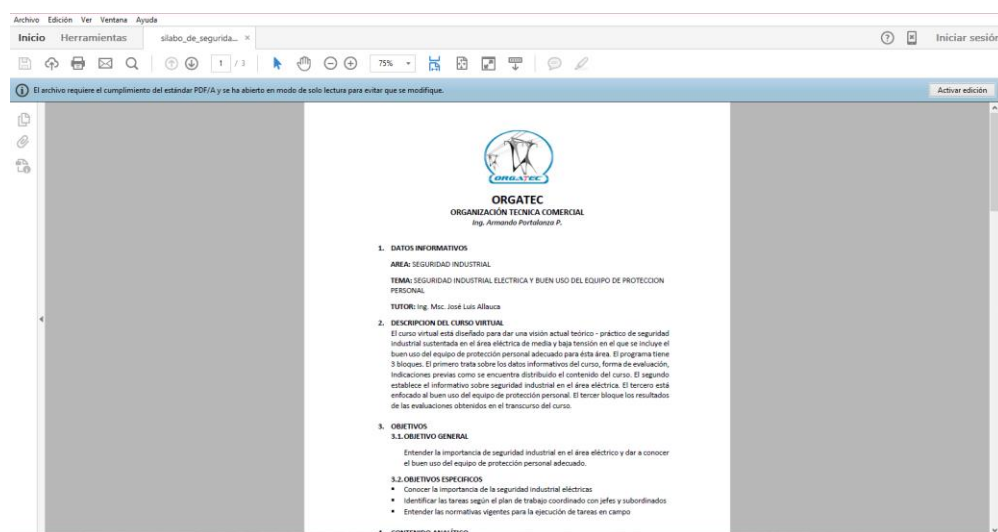 Archivo Edición Ver Ventana Ayuda
Inicio Herramientas silabo_de_segurida... × Iniciar sesión
1 / 3 75%
El archivo requiere el cumplimiento del estándar PDF/A y se ha abierto en modo de solo lectura para evitar que se modifique. Activar edición
ORGATEC
ORGATEC
ORGANIZACIÓN TECNICA COMERCIAL
Ing. Armando Portalanza P.
1. DATOS INFORMATIVOS
AREA: SEGURIDAD INDUSTRIAL
TEMA: SEGURIDAD INDUSTRIAL ELECTRICA Y BUEN USO DEL EQUIPO DE PROTECCION
PERSONAL
TUTOR: Ing. Msc. José Luis Allauca
2. DESCRIPCION DEL CURSO VIRTUAL
El curso virtual está diseñado para dar una visión actual teórico - práctico de seguridad
industrial sustentada en el área eléctrica de media y baja tensión en el que se incluye el
buen uso del equipo de protección personal adecuado para ésta área. El programa tiene
3 bloques. El primero trata sobre los datos informativos del curso, forma de evaluación,
Indicaciones previas como se encuentra distribuido el contenido del curso. El segundo
establece el informativo sobre seguridad industrial en el área eléctrica. El tercero está
enfocado al buen uso del equipo de protección personal. El tercer bloque los resultados
de las evaluaciones obtenidos en el transcurso del curso.
3. OBJETIVOS
3.1.OBJETIVO GENERAL
Entender la importancia de seguridad industrial en el área eléctrico y dar a conocer
el buen uso del equipo de protección personal adecuado.
3.2.OBJETIVOS ESPECIFICOS
• Conocer la importancia de la seguridad industrial eléctricas
• Identificar las tareas según el plan de trabajo coordinado con jefes y subordinados
• Entender las normativas vigentes para la ejecución de tareas en campo
4. CONTENIDO ANALÍTICO